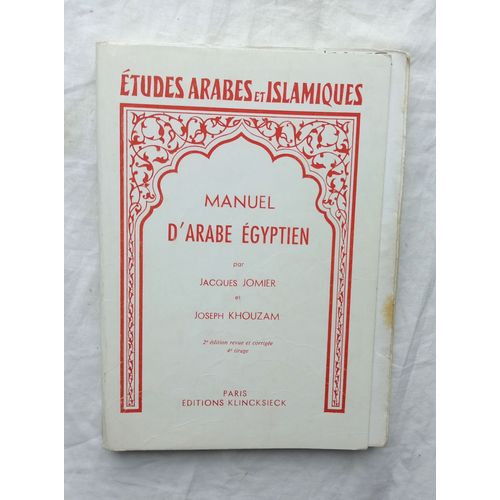 ÉTUDES ARABES ET ISLAMIQUES
MANUEL
D'ARABE ÉGYPTIEN
par
JACQUES JOMIER
et
JOSEPH KHOUZAM
2e édition revue et corrigée
4e tirage
PARIS
EDITIONS KLINCKSIECK